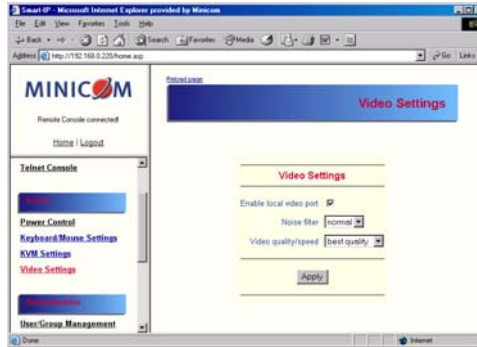 Smart-IP - Microsoft Internet Explorer provided by Minicom
File Edit View Favorites Tools Help
Back Search Favorites Media
Address http://192.168.0.220/home.asp Go Links
MINICOM
Remote Console connected!
Home | Logout
Telnet Console
Power Control
Keyboard/Mouse Settings
KVM Settings
Video Settings
User/Group Management
Reload page
Video Settings
Video Settings
Enable local video port
Noise filter normal
Video quality/speed best quality
Apply
Done Internet